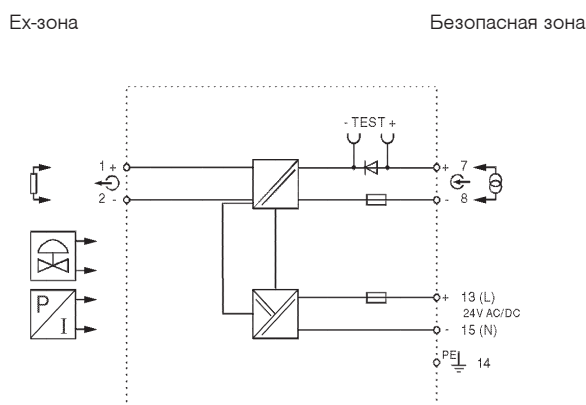 Ex-зона
Безопасная зона
- TEST +
1 +
+ 7
2 -
- 8
P
I
+ 13 (L)
24V AC/DC
- 15 (N)
PE
14